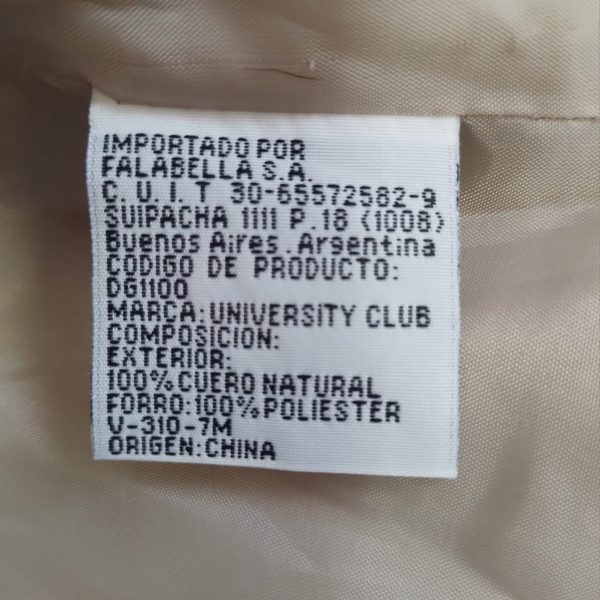 IMPORTADO POR
FALABELLA S.A.
C. U. I. T 30-65572582-9
SUIPACHA 1111 P.18 (1008)
Buenos Aires.Argentina
CODIGO DE PRODUCTO:
DG1100
MARCA:UNIVERSITY CLUB
COMPOSICION:
EXTERIOR:
100%CUERO NATURAL
FORRO:100%POLIESTER
V-310-7M
ORIGEN:CHINA